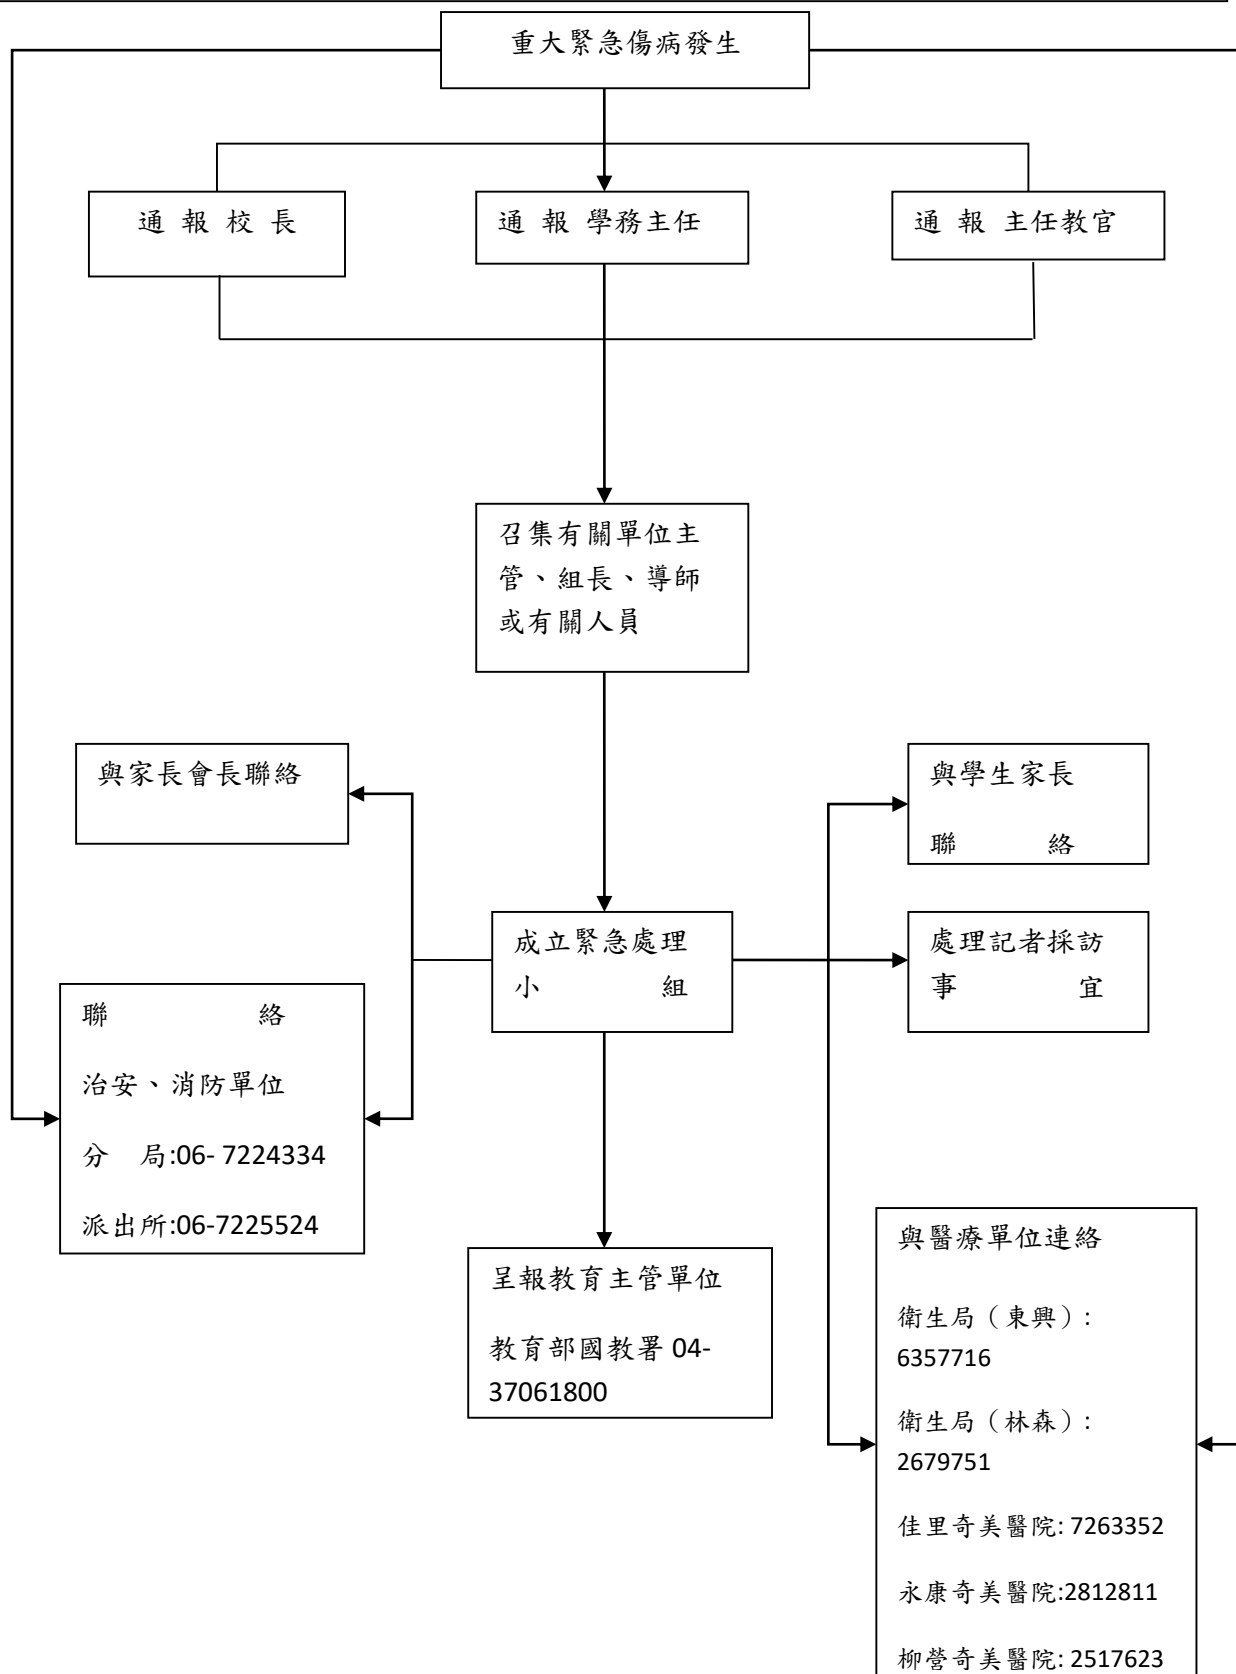 重大緊急傷病發生
通 報 校 長
通 報 學務主任
通 報 主任教官
召集有關單位主
管、組長、導師
或有關人員
與家長會長聯絡
與學生家長
聯 絡
成立緊急處理
小 組
處理記者採訪
事 宜
聯 絡
治安、消防單位
分 局:06- 7224334
派出所:06-7225524
呈報教育主管單位
教育部國教署 04-
37061800
與醫療單位連絡
衛生局（東興）:
6357716
衛生局（林森）:
2679751
佳里奇美醫院: 7263352
永康奇美醫院:2812811
柳營奇美醫院: 2517623